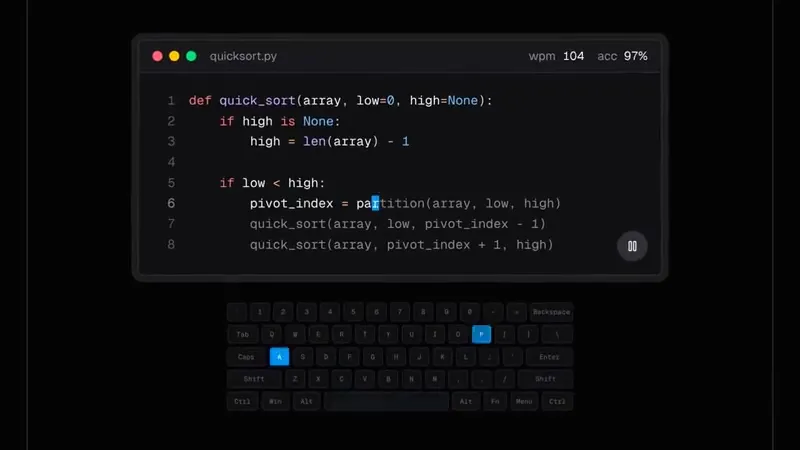 quicksort.py wpm 104 acc 97%
1 def quick_sort(array, low=0, high=None):
2 if high is None:
3 high = len(array) - 1
4
5 if low < high:
6 pivot_index = partition(array, low, high)
7 quick_sort(array, low, pivot_index - 1)
8 quick_sort(array, pivot_index + 1, high)
1 2 3 4 5 6 7 8 9 0 - = Backspace
Tab Q W E R T Y U I O P [ ] \
Caps A S D F G H J K L ; ' Enter
Shift Z X C V B N M , . / Shift
Ctrl Win Alt Alt Fn Menu Ctrl